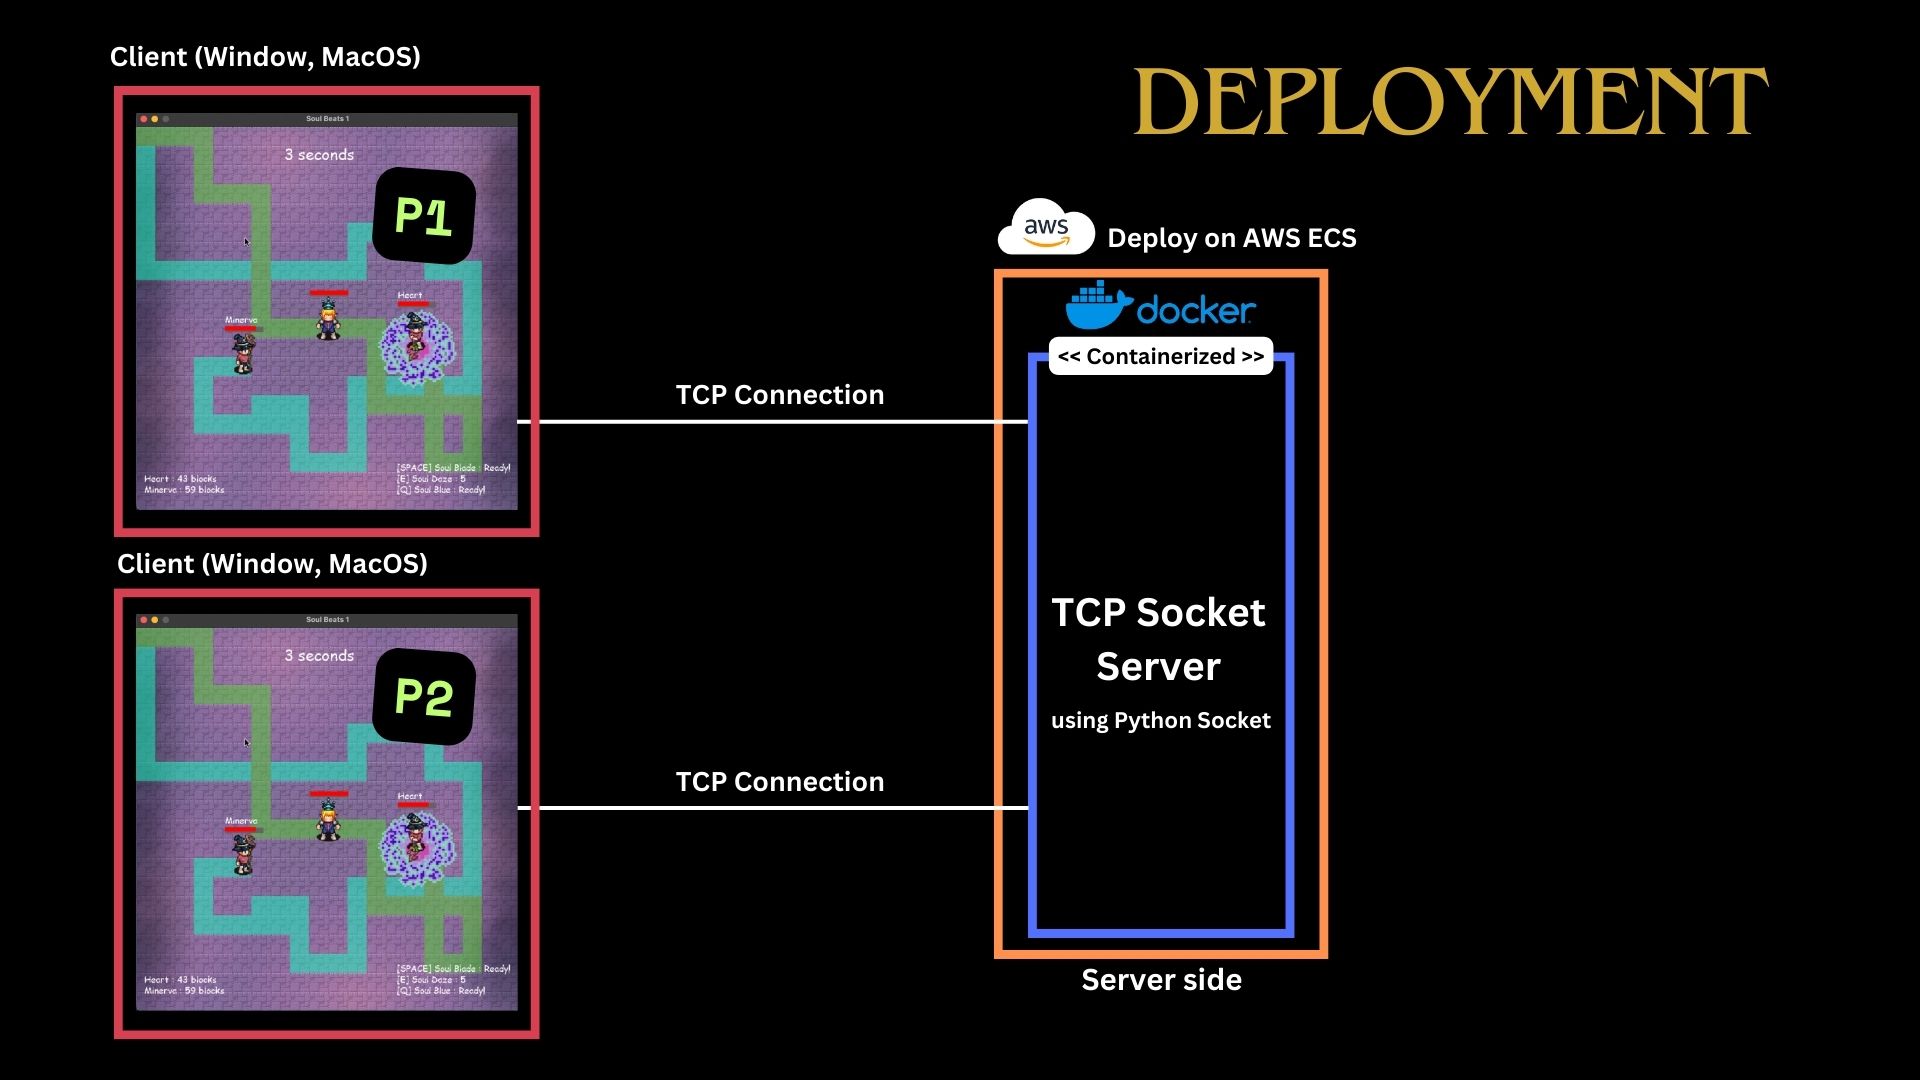 Client (Window, MacOS)
DEPLOYMENT
Soul Beats 1
3 seconds
P1
Heart
Minerva
[SPACE] Soul Blade : Ready!
[E] Soul Daze : 5
[Q] Soul Blue : Ready!
Heart : 43 blocks
Minerva : 59 blocks
TCP Connection
aws
Deploy on AWS ECS
docker
<< Containerized >>
TCP Socket
Server
using Python Socket
Server side
Client (Window, MacOS)
Soul Beats 1
3 seconds
P2
Heart
Minerva
[SPACE] Soul Blade : Ready!
[E] Soul Daze : 5
[Q] Soul Blue : Ready!
Heart : 43 blocks
Minerva : 59 blocks
TCP Connection